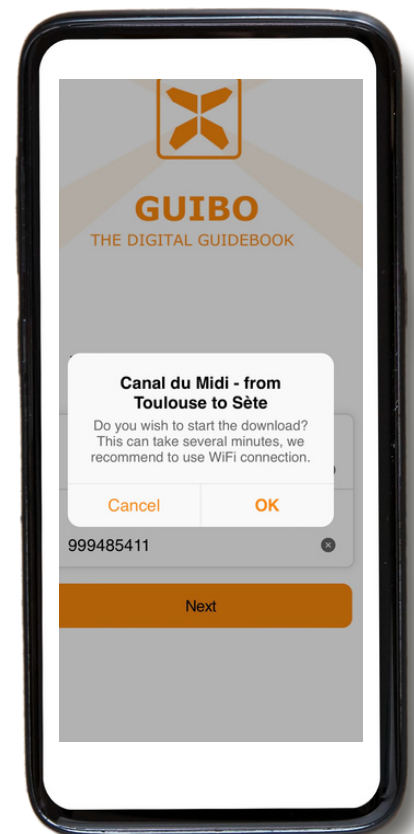 GUIBO
THE DIGITAL GUIDEBOOK
Canal du Midi - from
Toulouse to Sète
Do you wish to start the download?
This can take several minutes, we
recommend to use WiFi connection.
Cancel
OK
999485411
Next